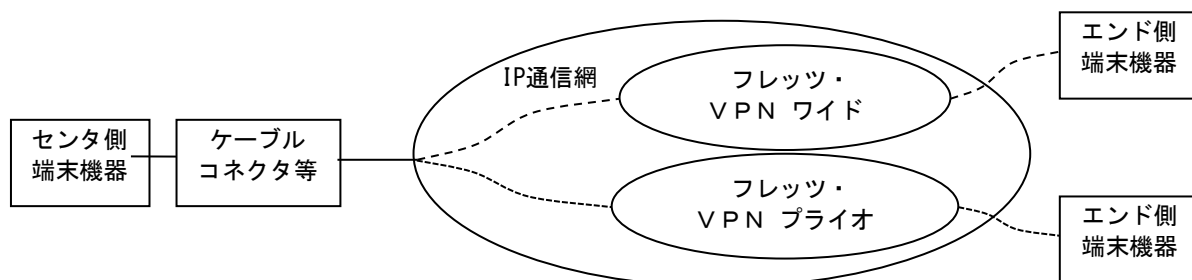 センタ側
端末機器
ケーブル
コネクタ等
IP通信網
フレッツ・
ＶＰＮ ワイド
フレッツ・
ＶＰＮ プライオ
エンド側
端末機器
エンド側
端末機器